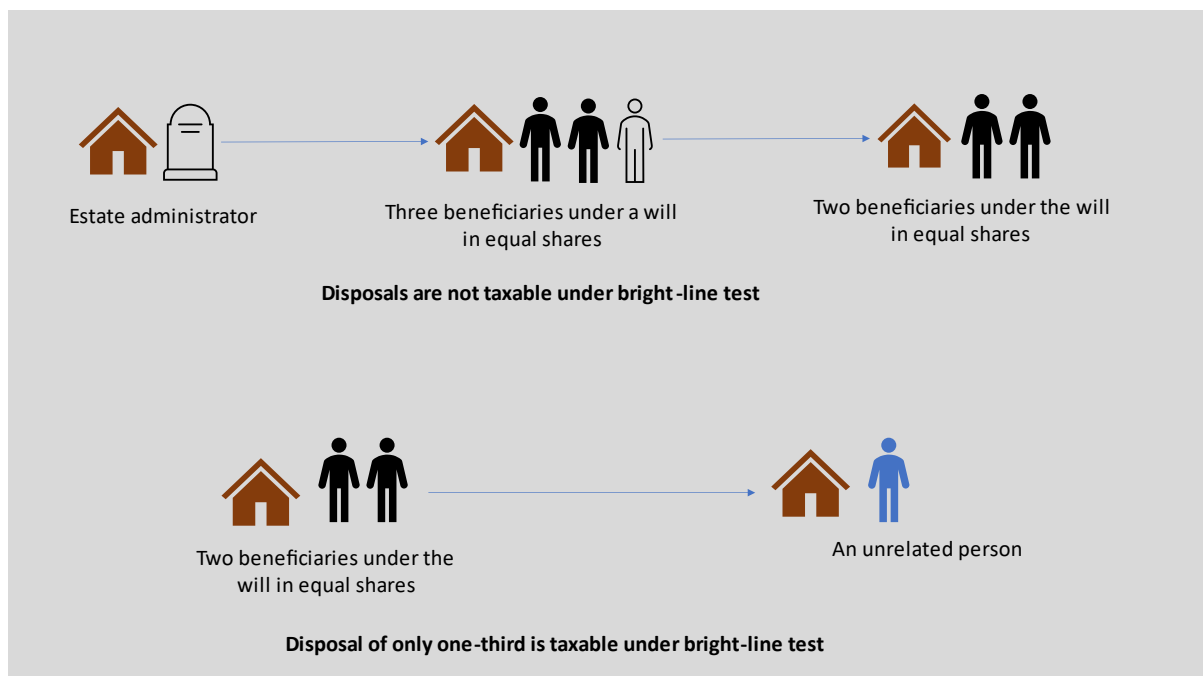 Estate administrator
Three beneficiaries under a will
in equal shares
Two beneficiaries under the will
in equal shares
Disposals are not taxable under bright-line test
Two beneficiaries under the
will in equal shares
An unrelated person
Disposal of only one-third is taxable under bright-line test